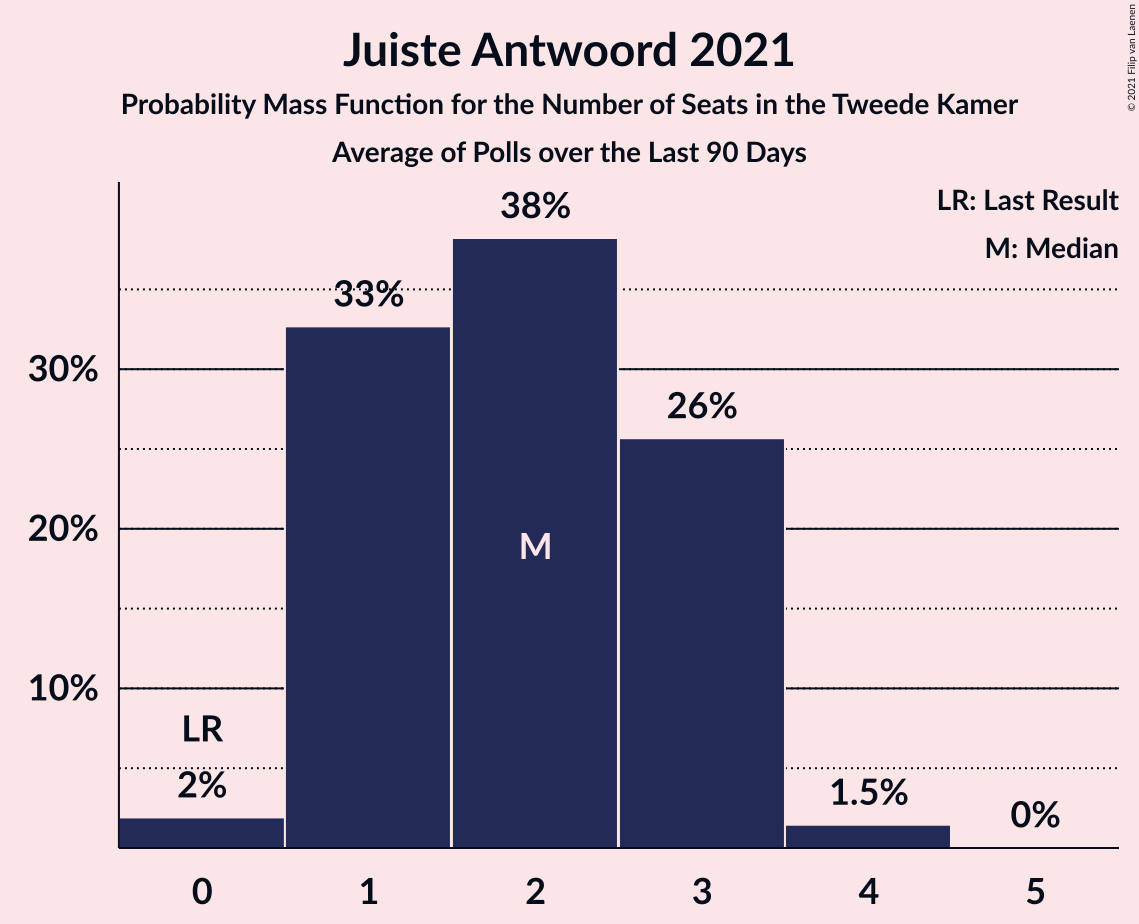 Juiste Antwoord 2021
Probability Mass Function for the Number of Seats in the Tweede Kamer
Average of Polls over the Last 90 Days
© 2021 Filip van Laenen
LR: Last Result
M: Median
38%
33%
30%
26%
20%
M
10%
LR
2%
1.5%
0%
0 1 2 3 4 5